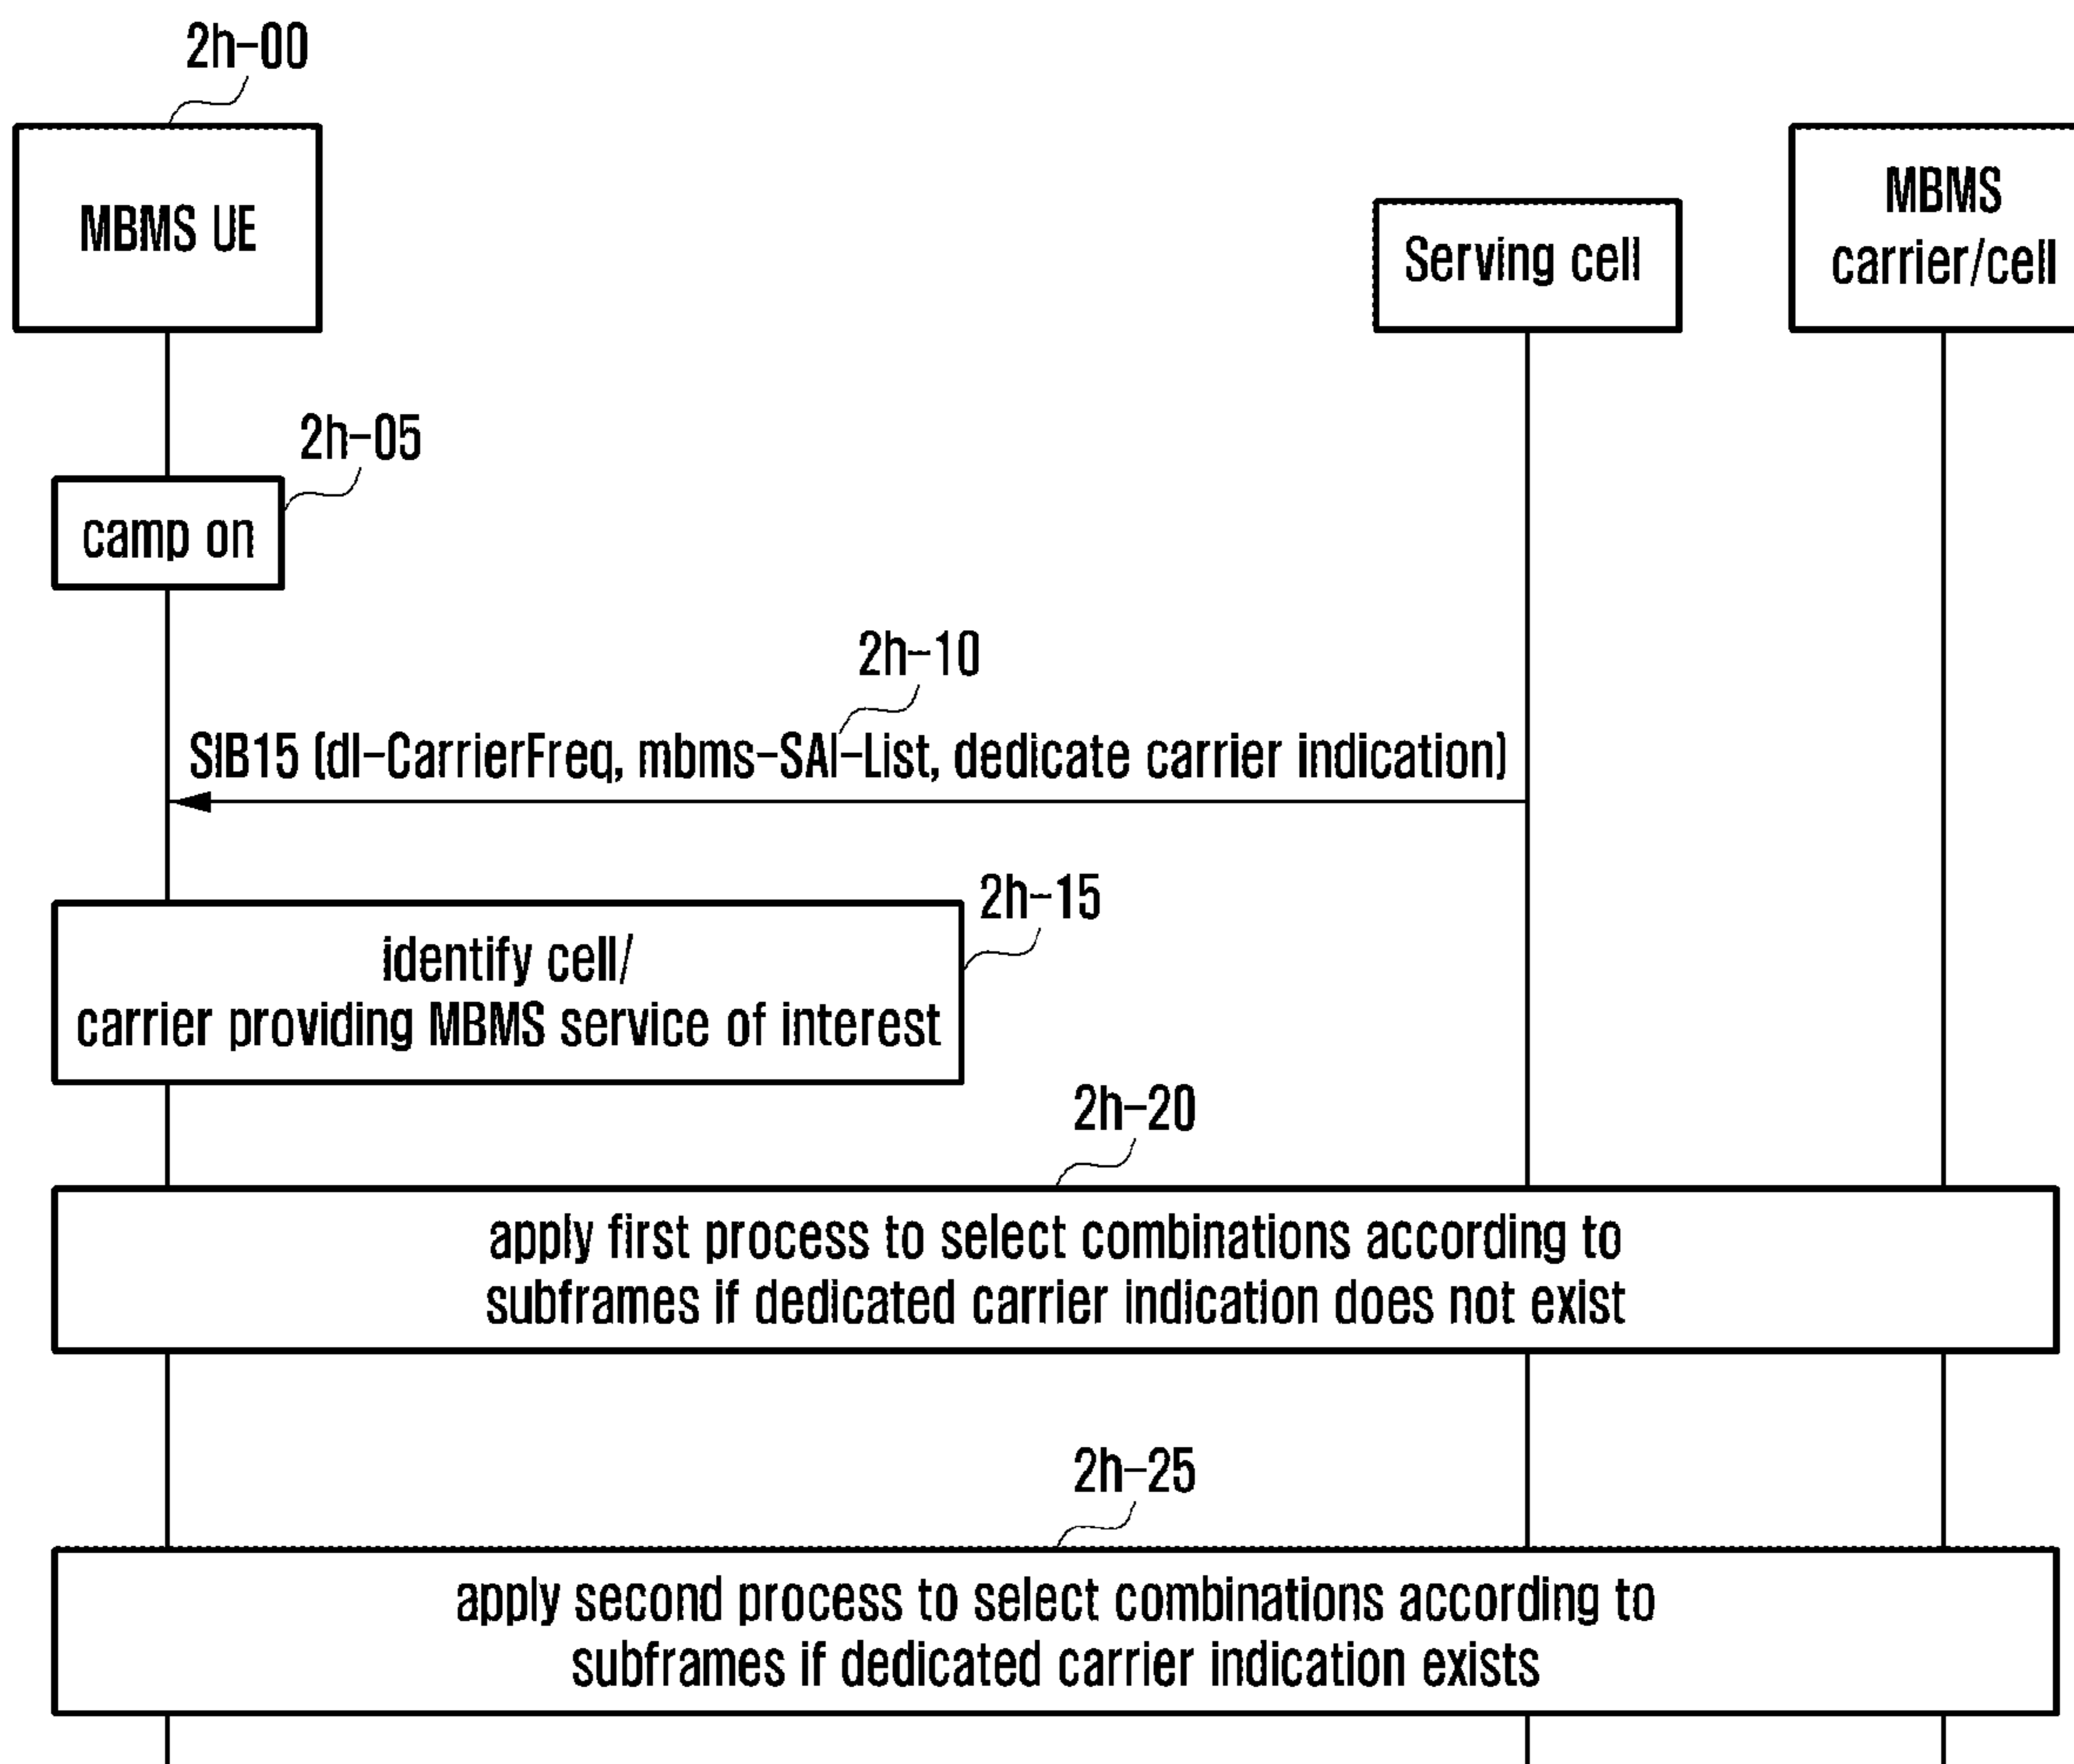 2h-00
MBMS UE
Serving cell
MBMS
carrier/cell
2h-05
camp on
2h-10
SIB15 (dl-CarrierFreq, mbms-SAI-List, dedicate carrier indication)
2h-15
identify cell/
carrier providing MBMS service of interest
2h-20
apply first process to select combinations according to
subframes if dedicated carrier indication does not exist
2h-25
apply second process to select combinations according to
subframes if dedicated carrier indication exists